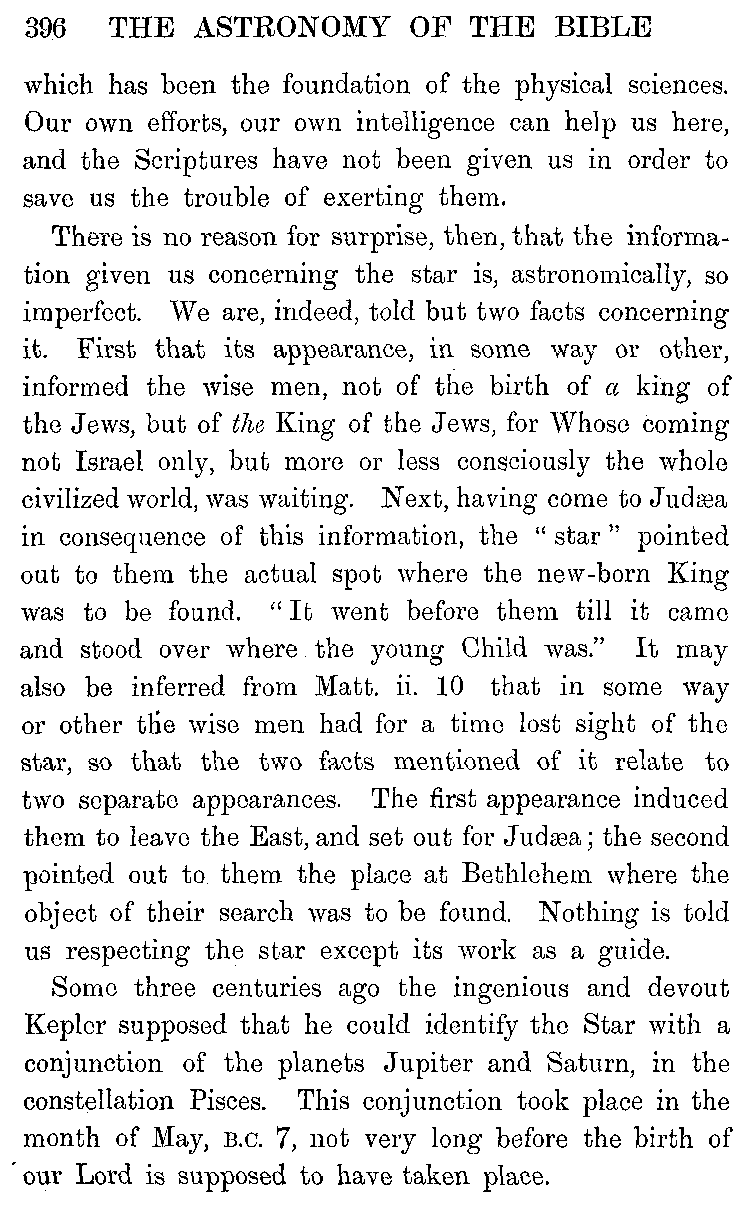 396 THE ASTRONOMY OF THE BIBLE
which has been the foundation of the physical sciences.
Our own efforts, our own intelligence can help us here,
and the Scriptures have not been given us in order to
save us the trouble of exerting them.
There is no reason for surprise, then, that the informa-
tion given us concerning the star is, astronomically, so
imperfect. We are, indeed, told but two facts concerning
it. First that its appearance, in some way or other,
informed the wise men, not of the birth of a king of
the Jews, but of the King of the Jews, for Whose coming
not Israel only, but more or less consciously the whole
civilized world, was waiting. Next, having come to Judæa
in consequence of this information, the “ star ” pointed
out to them the actual spot where the new-born King
was to be found. “ It went before them till it came
and stood over where the young Child was.” It may
also be inferred from Matt. ii. 10 that in some way
or other the wise men had for a time lost sight of the
star, so that the two facts mentioned of it relate to
two separate appearances. The first appearance induced
them to leave the East, and set out for Judæa ; the second
pointed out to them the place at Bethlehem where the
object of their search was to be found. Nothing is told
us respecting the star except its work as a guide.
Some three centuries ago the ingenious and devout
Kepler supposed that he could identify the Star with a
conjunction of the planets Jupiter and Saturn, in the
constellation Pisces. This conjunction took place in the
month of May, B.C. 7, not very long before the birth of
our Lord is supposed to have taken place.